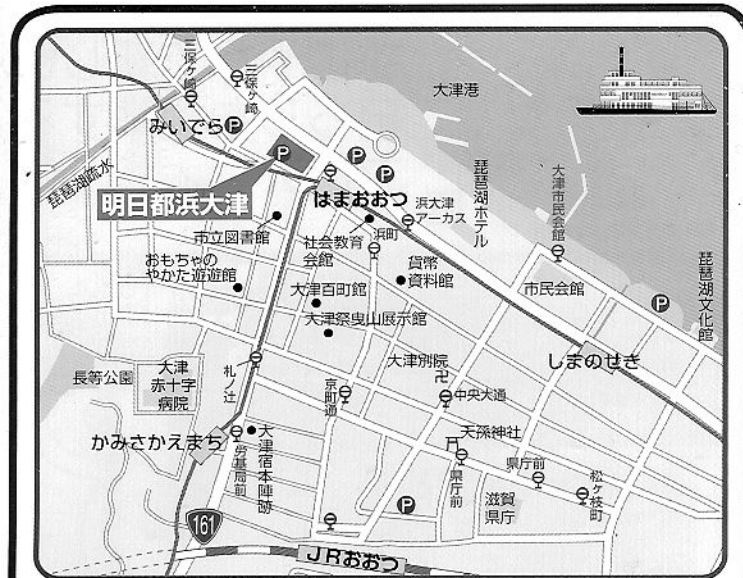 三保ヶ崎
三保ヶ崎
大津港
みいでら
P
P
P
P
琵琶湖疏水
明日都浜大津
はまおおつ
浜大津
アーカス
琵琶湖ホテル
大津市民会館
市立図書館
社会教育
会館
浜町
おもちゃの
やかた遊遊館
貨幣
資料館
市民会館
P
琵琶湖文化館
大津百町館
大津祭曳山展示館
しまのせき
長等公園
大津
赤十字
病院
札ノ辻
大津別院
京町通
中央大通
かみさかえまち
労基局前
大津宿本陣跡
天孫神社
県庁前
県庁前
松ヶ枝町
滋賀
県庁
P
161
JRおおつ